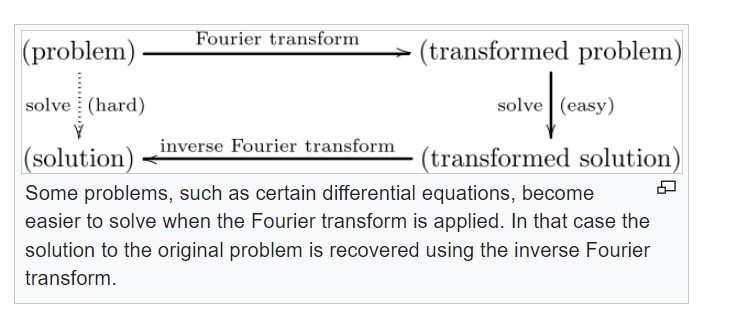 Fourier transform
(problem) (transformed problem)
solve (hard) solve (easy)
inverse Fourier transform
(solution) (transformed solution)
Some problems, such as certain differential equations, become
easier to solve when the Fourier transform is applied. In that case the
solution to the original problem is recovered using the inverse Fourier
transform.